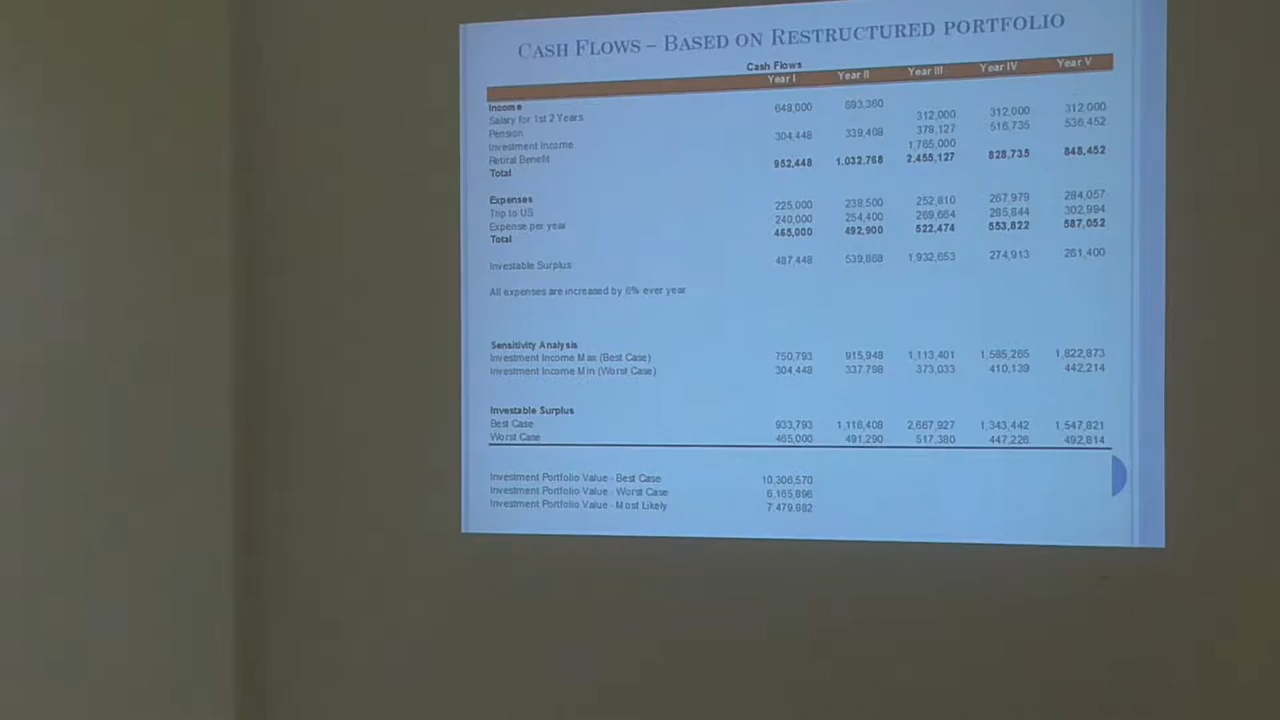 CASH FLOWS – BASED ON RESTRUCTURED PORTFOLIO
Cash Flows
Year I Year II Year III Year IV Year V
Income
Salary for 1st 2 Years 648,000 693,360
Pension 312,000 312,000 312,000
Investment Income 304,448 339,408 378,127 516,735 536,452
Retiral Benefit 1,765,000
Total 952,448 1,032,768 2,455,127 828,735 848,452
Expenses
Trip to US 225,000 238,500 252,810 267,979 284,057
Expense per year 240,000 254,400 269,664 285,844 302,994
Total 465,000 492,900 522,474 553,822 587,052
Investable Surplus 487,448 539,868 1,932,653 274,913 261,400
All expenses are increased by 6% ever year
Sensitivity Analysis
Investment Income Max (Best Case) 750,793 915,948 1,113,401 1,585,265 1,822,873
Investment Income Min (Worst Case) 304,448 337,798 373,033 410,139 442,214
Investable Surplus
Best Case 933,793 1,116,408 2,667,927 1,343,442 1,547,821
Worst Case 465,000 491,290 517,380 447,226 492,814
Investment Portfolio Value - Best Case 10,306,570
Investment Portfolio Value - Worst Case 6,165,896
Investment Portfolio Value - Most Likely 7,479,882